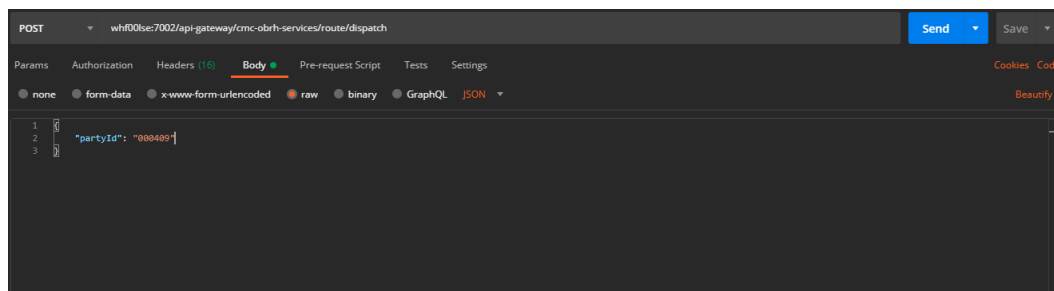 POST whf00lse:7002/api-gateway/cmc-obrh-services/route/dispatch Send Save
Params Authorization Headers (16) Body Pre-request Script Tests Settings Cookies Cod
none form-data x-www-form-urlencoded raw binary GraphQL JSON Beautify
1 {
2 "partyId": "000409"
3 }